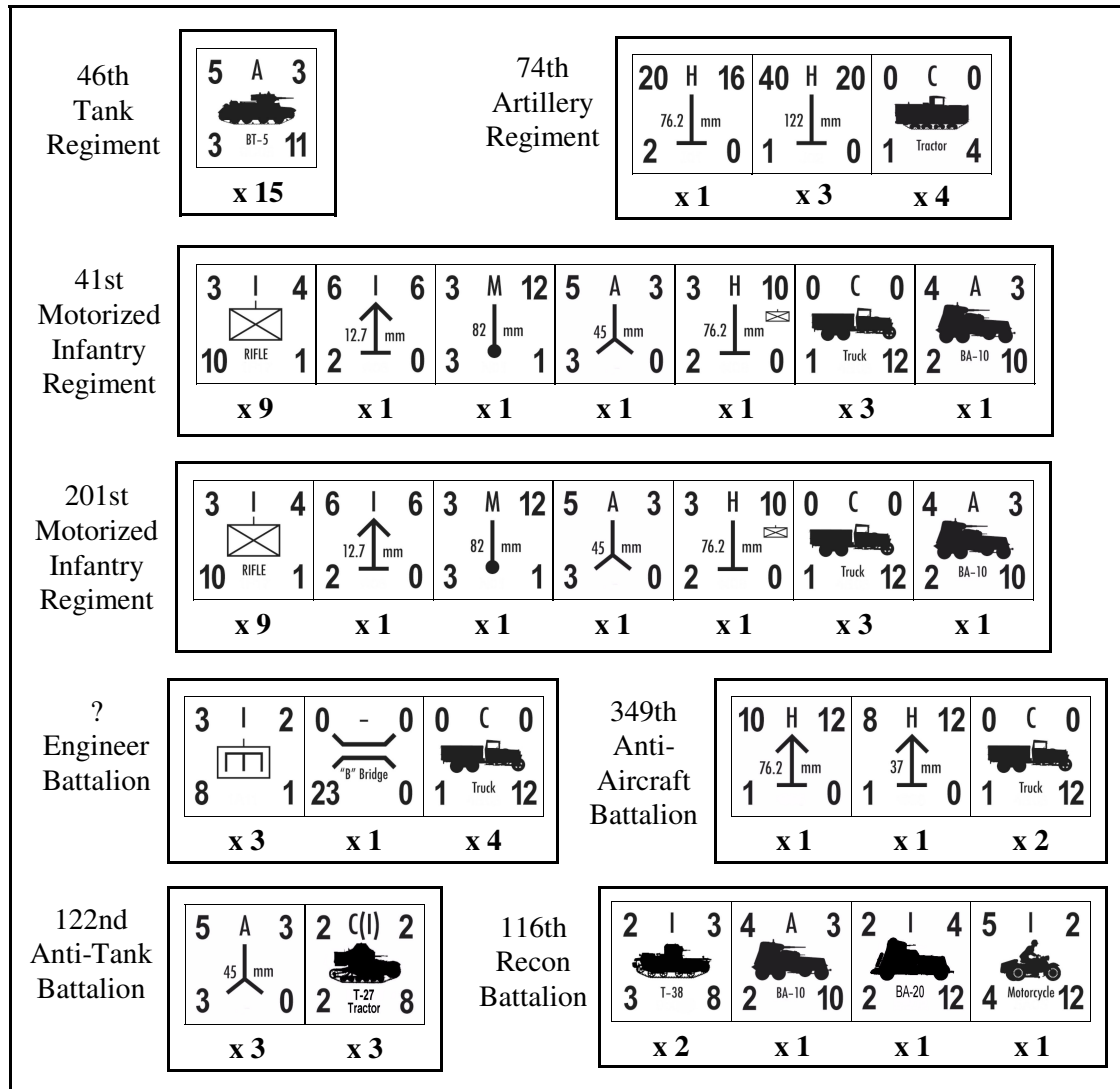 46th
Tank
Regiment
5 A 3
BT-5
3 11
x 15
74th
Artillery
Regiment
20 H 16 40 H 20 0 C 0
76.2 mm 122 mm
2 0 1 0 1 Tractor 4
x 1 x 3 x 4
41st
Motorized
Infantry
Regiment
3 I 4 6 I 6 3 M 12 5 A 3 3 H 10 0 C 0 4 A 3
12.7 mm 82 mm 45 mm 76.2 mm
10 RIFLE 1 2 0 3 1 3 0 2 0 1 Truck 12 2 BA-10 10
x 9 x 1 x 1 x 1 x 1 x 3 x 1
201st
Motorized
Infantry
Regiment
3 I 4 6 I 6 3 M 12 5 A 3 3 H 10 0 C 0 4 A 3
12.7 mm 82 mm 45 mm 76.2 mm
10 RIFLE 1 2 0 3 1 3 0 2 0 1 Truck 12 2 BA-10 10
x 9 x 1 x 1 x 1 x 1 x 3 x 1
?
Engineer
Battalion
3 I 2 0 - 0 0 C 0
"B" Bridge
8 1 23 0 1 Truck 12
x 3 x 1 x 4
349th
Anti-
Aircraft
Battalion
10 H 12 8 H 12 0 C 0
76.2 mm 37 mm
1 0 1 0 1 Truck 12
x 1 x 1 x 2
122nd
Anti-Tank
Battalion
5 A 3 2 C(I) 2
45 mm
T-27
3 0 2 Tractor 8
x 3 x 3
116th
Recon
Battalion
2 I 3 4 A 3 2 I 4 5 I 2
3 T-38 8 2 BA-10 10 2 BA-20 12 4 Motorcycle 12
x 2 x 1 x 1 x 1